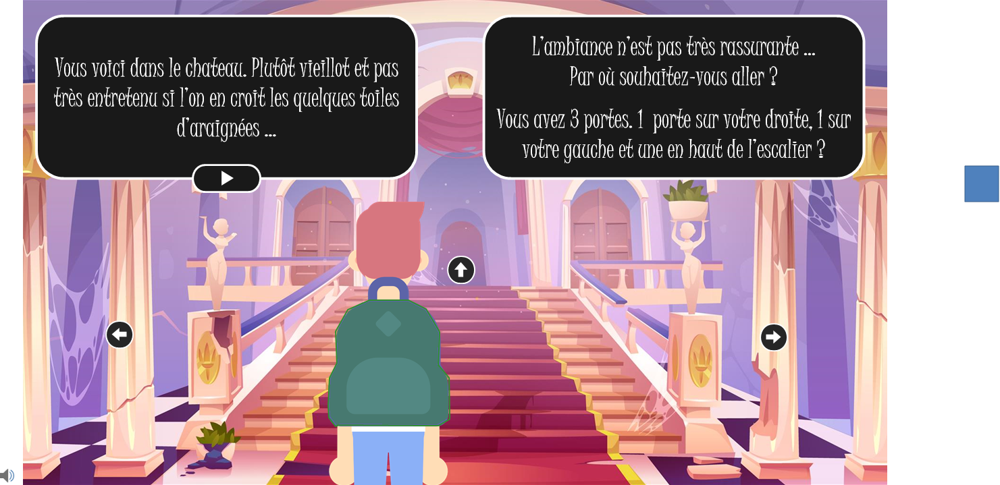 Vous voici dans le chateau. Plutôt vieillot et pas
très entretenu si l'on en croit les quelques toiles
d'araignées ...
L'ambiance n'est pas très rassurante ...
Par où souhaitez-vous aller ?
Vous avez 3 portes. 1 porte sur votre droite, 1 sur
votre gauche et une en haut de l'escalier ?